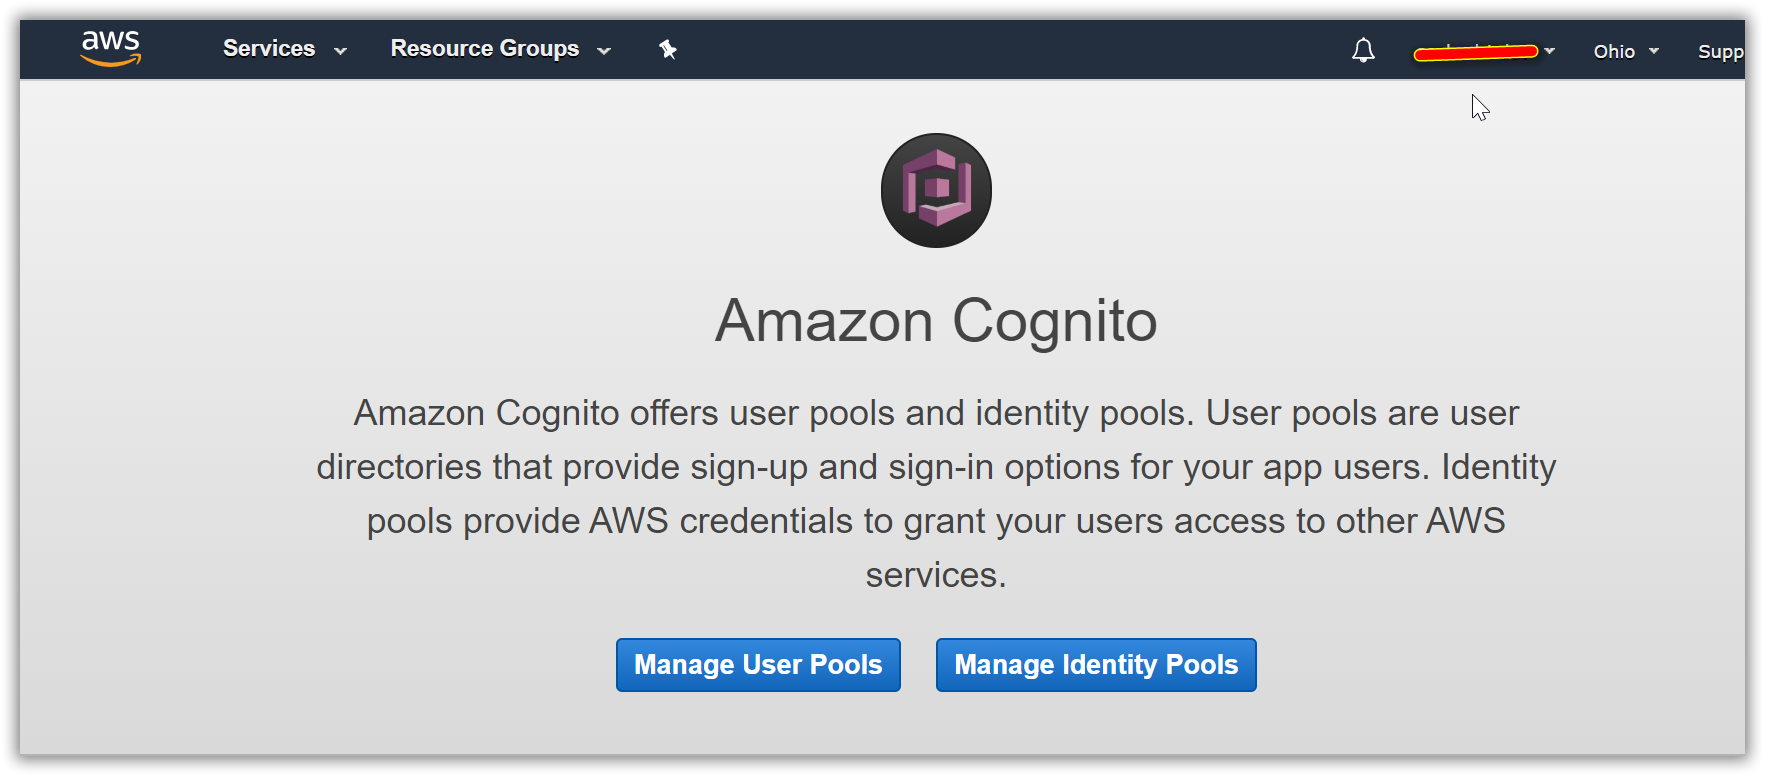 aws Services Resource Groups Ohio Supp
Amazon Cognito
Amazon Cognito offers user pools and identity pools. User pools are user
directories that provide sign-up and sign-in options for your app users. Identity
pools provide AWS credentials to grant your users access to other AWS
services.
Manage User Pools Manage Identity Pools